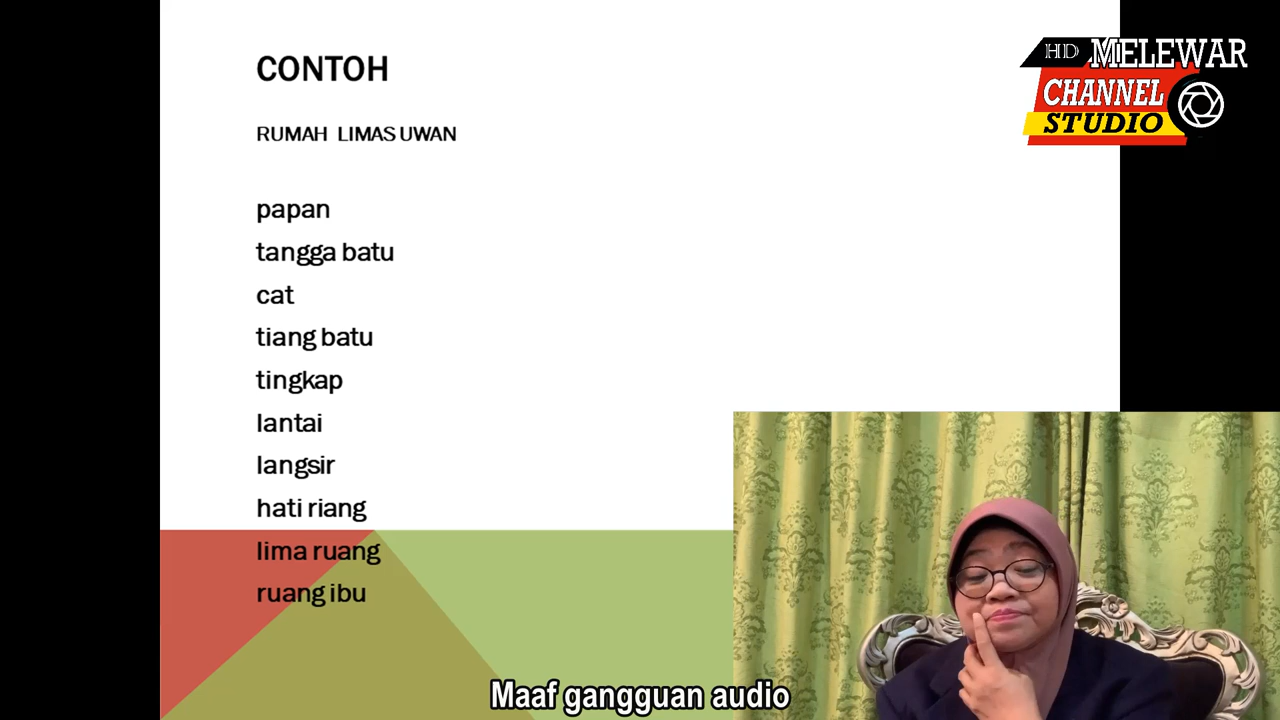 CONTOH
RUMAH LIMAS UWAN
papan
tangga batu
cat
tiang batu
tingkap
lantai
langsir
hati riang
lima ruang
ruang ibu
HD MELEWAR
CHANNEL
STUDIO
Maaf gangguan audio